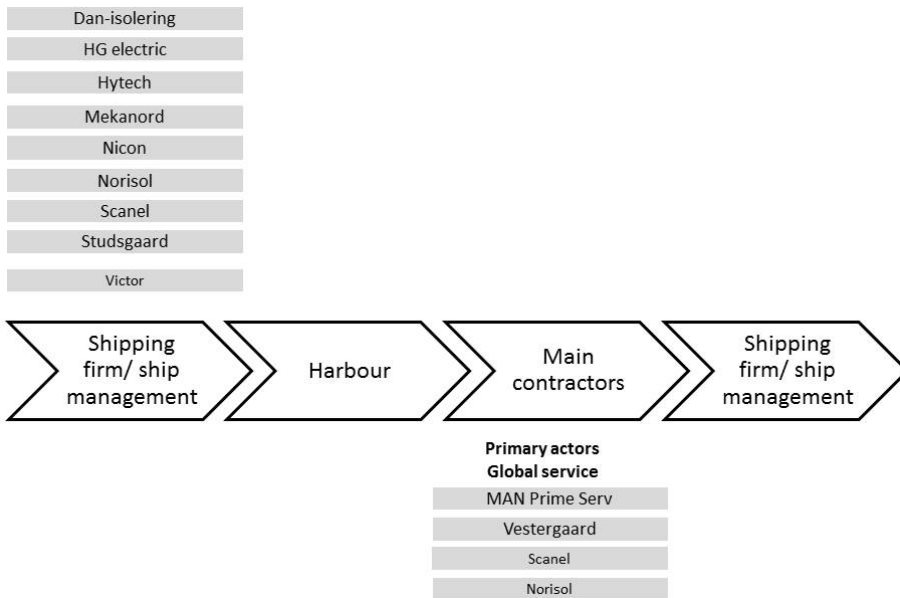 Dan-isolering
HG electric
Hytech
Mekanord
Nicon
Norisol
Scanel
Studsgaard
Victor
Shipping
firm/ ship
management
Harbour
Main
contractors
Shipping
firm/ ship
management
Primary actors
Global service
MAN Prime Serv
Vestergaard
Scanel
Norisol